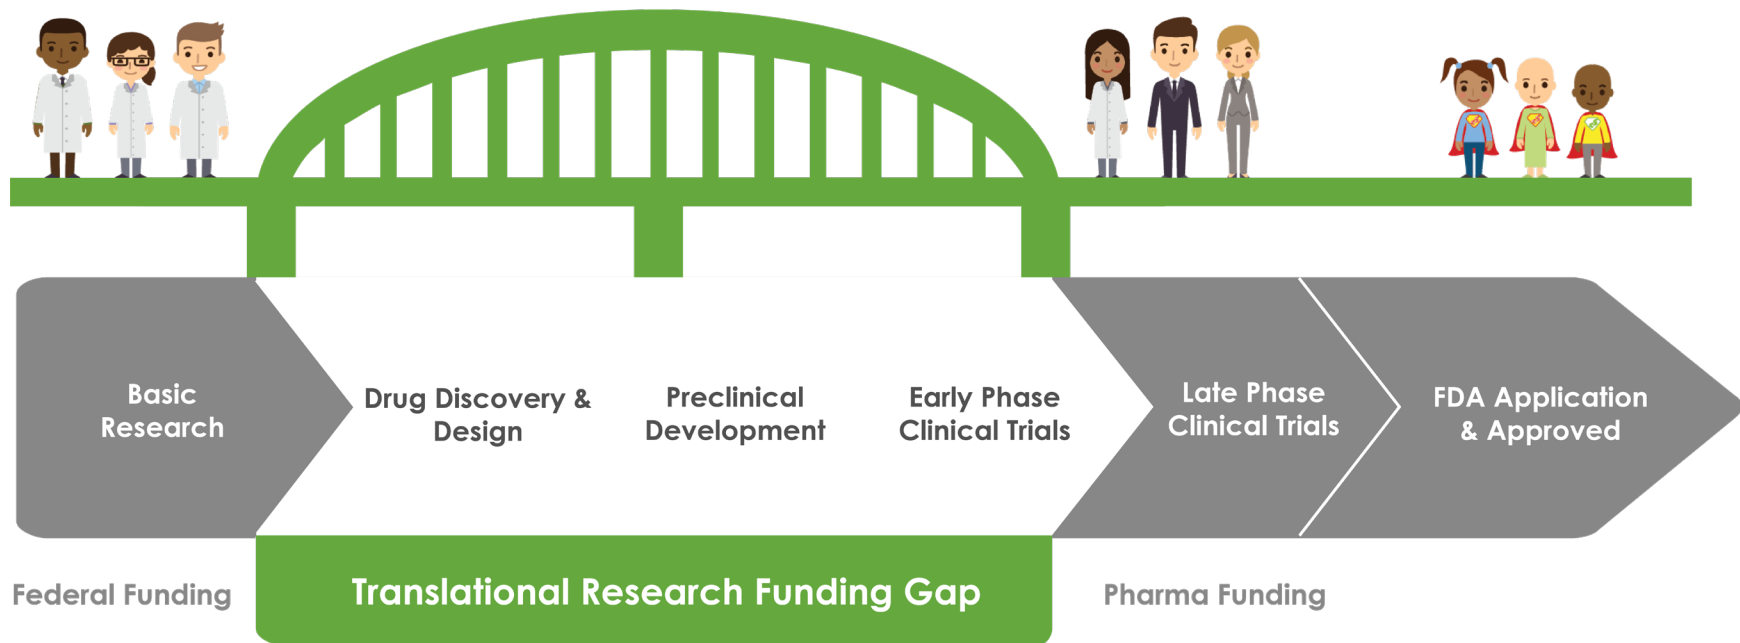 Basic
Research
Drug Discovery &
Design
Preclinical
Development
Early Phase
Clinical Trials
Late Phase
Clinical Trials
FDA Application
& Approved
Federal Funding
Translational Research Funding Gap
Pharma Funding